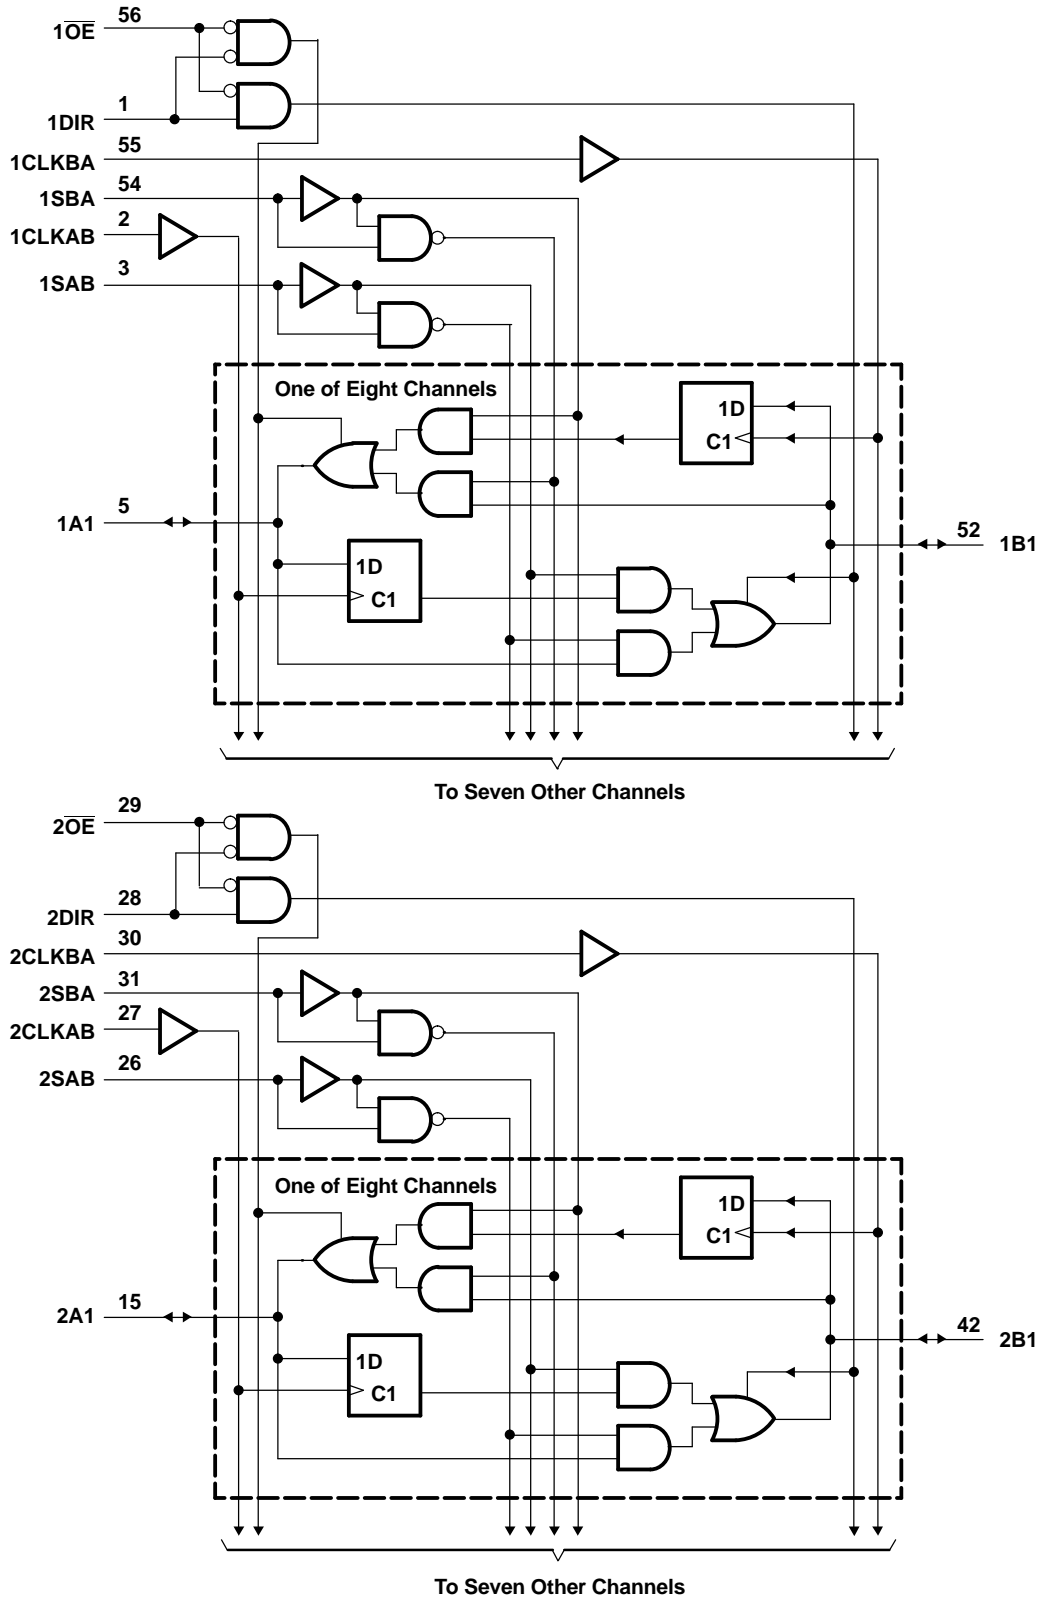 56
1O̅E̅
1
1DIR
55
1CLKBA
54
1SBA
2
1CLKAB
3
1SAB
One of Eight Channels
1D
C1
5
1A1
52
1B1
1D
C1
To Seven Other Channels
29
2O̅E̅
28
2DIR
30
2CLKBA
31
2SBA
27
2CLKAB
26
2SAB
One of Eight Channels
1D
C1
15
2A1
42
2B1
1D
C1
To Seven Other Channels